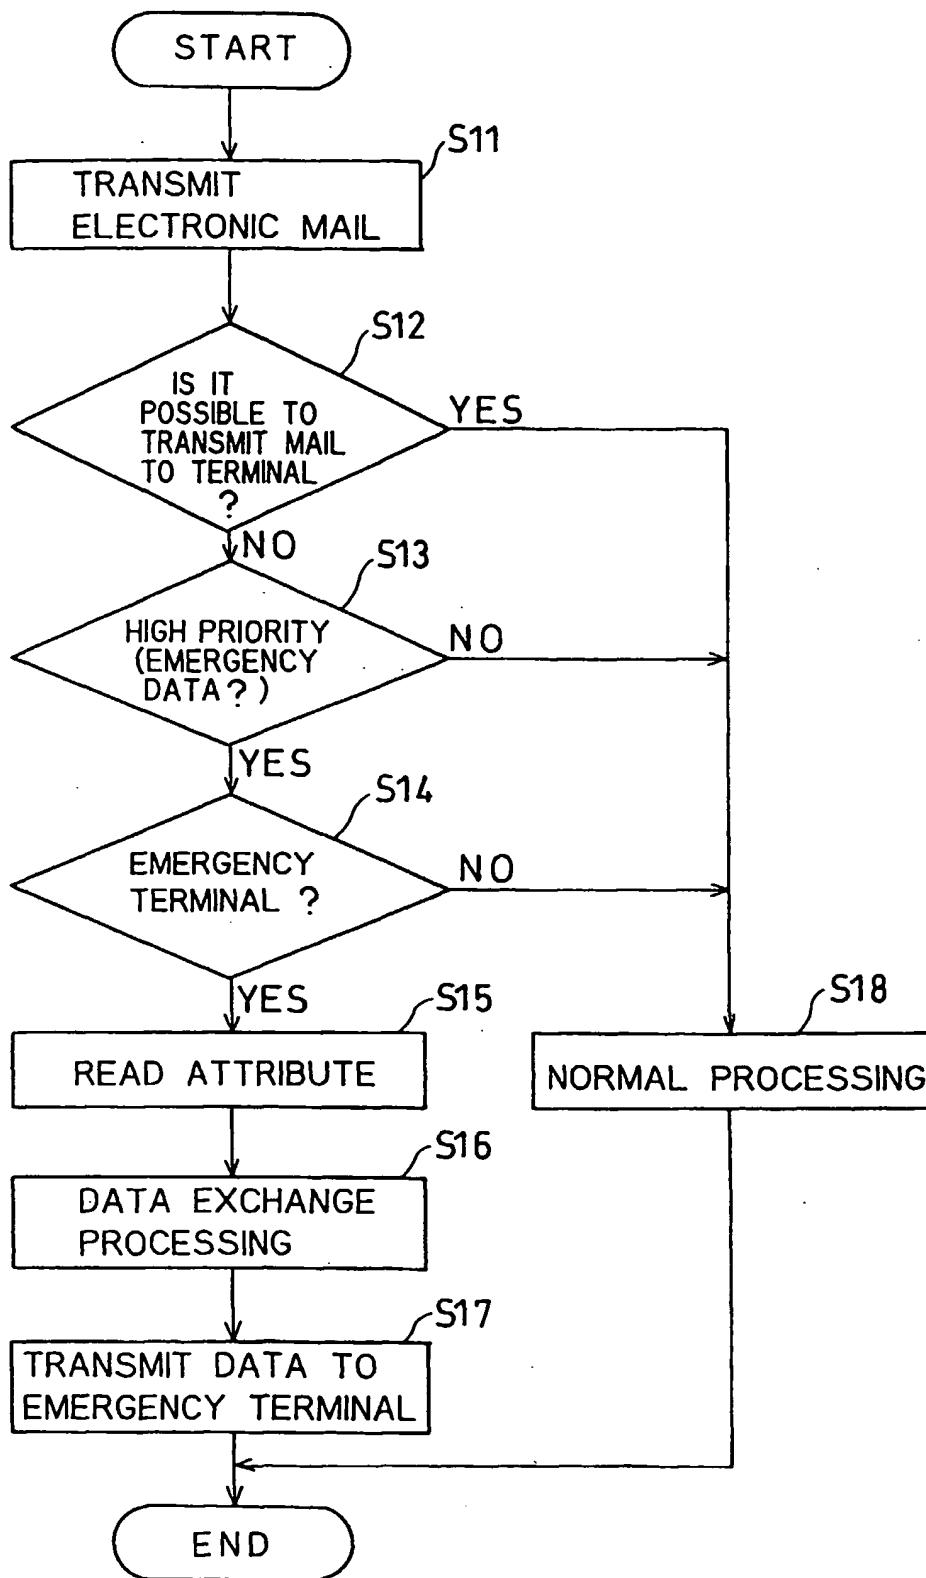 START
S11
TRANSMIT
ELECTRONIC MAIL
S12
IS IT
POSSIBLE TO
TRANSMIT MAIL
TO TERMINAL
?
YES
NO
S13
HIGH PRIORITY
(EMERGENCY
DATA?)
NO
YES
S14
EMERGENCY
TERMINAL ?
NO
YES
S15
READ ATTRIBUTE
S18
NORMAL PROCESSING
S16
DATA EXCHANGE
PROCESSING
S17
TRANSMIT DATA TO
EMERGENCY TERMINAL
END